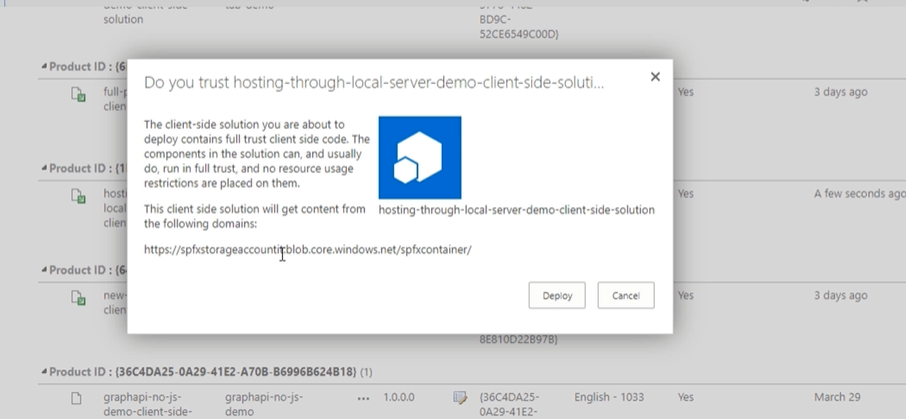 solution
BD9C-
52CE6549C00D}
Product ID : {6
Do you trust hosting-through-local-server-demo-client-side-soluti...
full-p
clien
Yes
3 days ago
The client-side solution you are about to
deploy contains full trust client side code. The
components in the solution can, and usually
do, run in full trust, and no resource usage
restrictions are placed on them.
Product ID : {1
hosti
local
clien
Yes
A few seconds ago
This client side solution will get content from
the following domains:
hosting-through-local-server-demo-client-side-solution
https://spfxstorageaccountir.blob.core.windows.net/spfxcontainer/
Product ID : {6
new-
clien
Deploy
Cancel
Yes
3 days ago
8E810D22B97B}
Product ID : {36C4DA25-0A29-41E2-A70B-B6996B624B18} (1)
graphapi-no-js-
demo-client-side-
graphapi-no-js-
demo
... 1.0.0.0
{36C4DA25-
0A29-41E2-
English - 1033
Yes
March 29